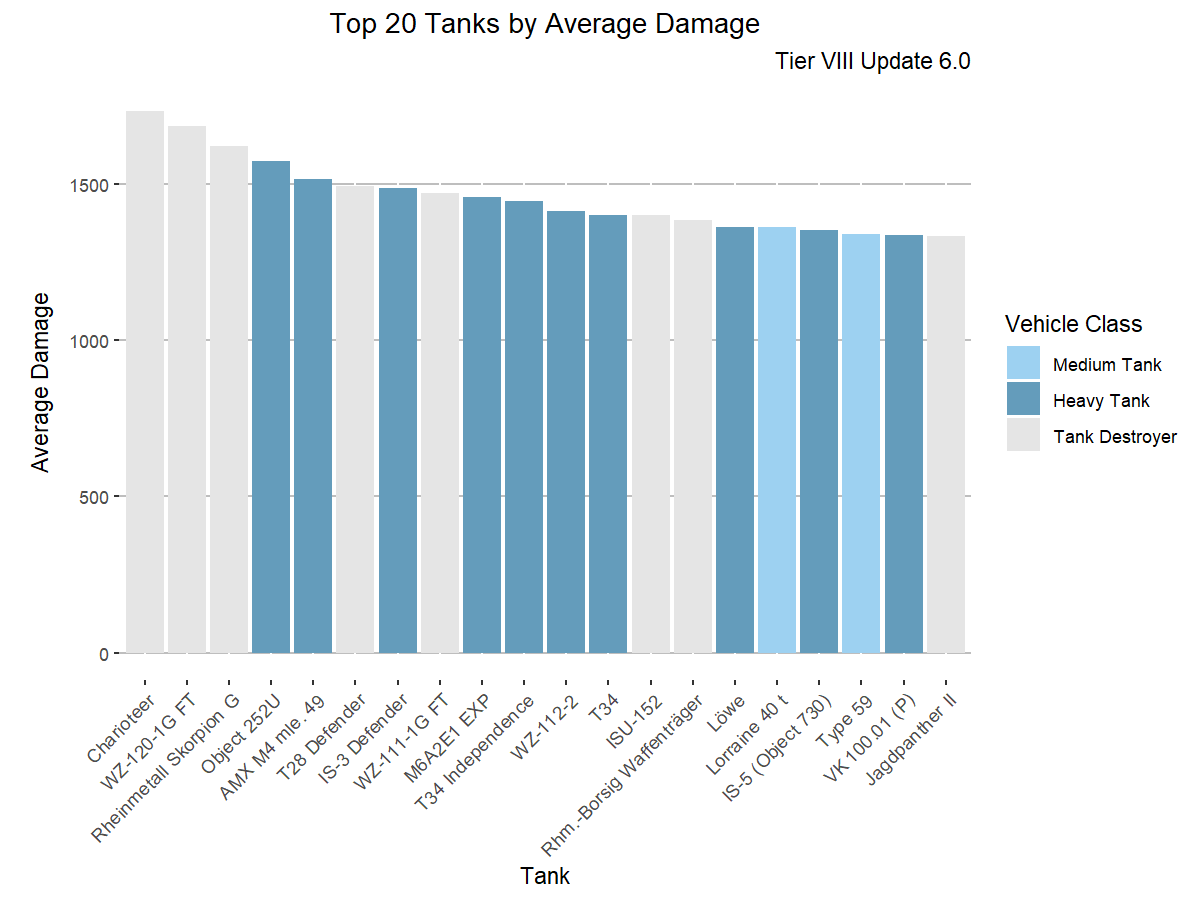 Top 20 Tanks by Average Damage
Tier VIII Update 6.0
Average Damage
1500
1000
500
0
Charioteer
WZ-120-1G FT
Rheinmetall Skorpion G
Object 252U
AMX M4 mle. 49
T28 Defender
IS-3 Defender
WZ-111-1G FT
M6A2E1 EXP
T34 Independence
WZ-112-2
T34
ISU-152
Rhm.-Borsig Waffenträger
Löwe
Lorraine 40 t
IS-5 (Object 730)
Type 59
VK 100.01 (P)
Jagdpanther II
Tank
Vehicle Class
Medium Tank
Heavy Tank
Tank Destroyer